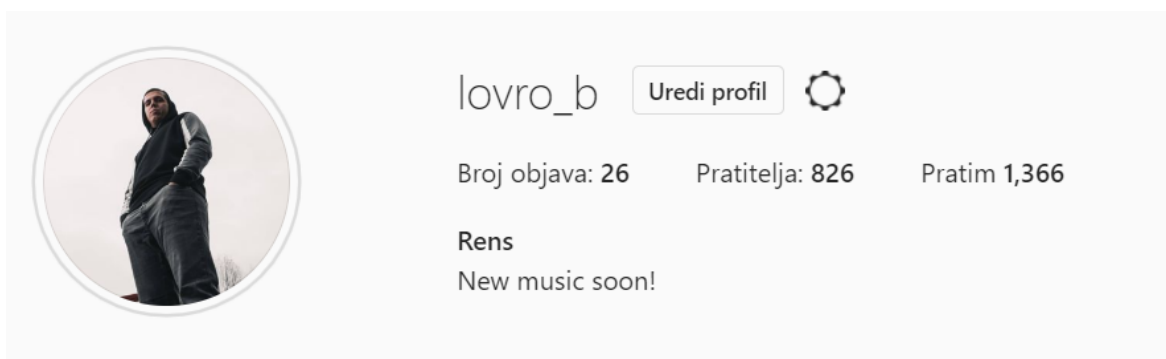 lovro_b Uredi profil
Broj objava: 26 Pratitelja: 826 Pratim 1,366
Rens
New music soon!